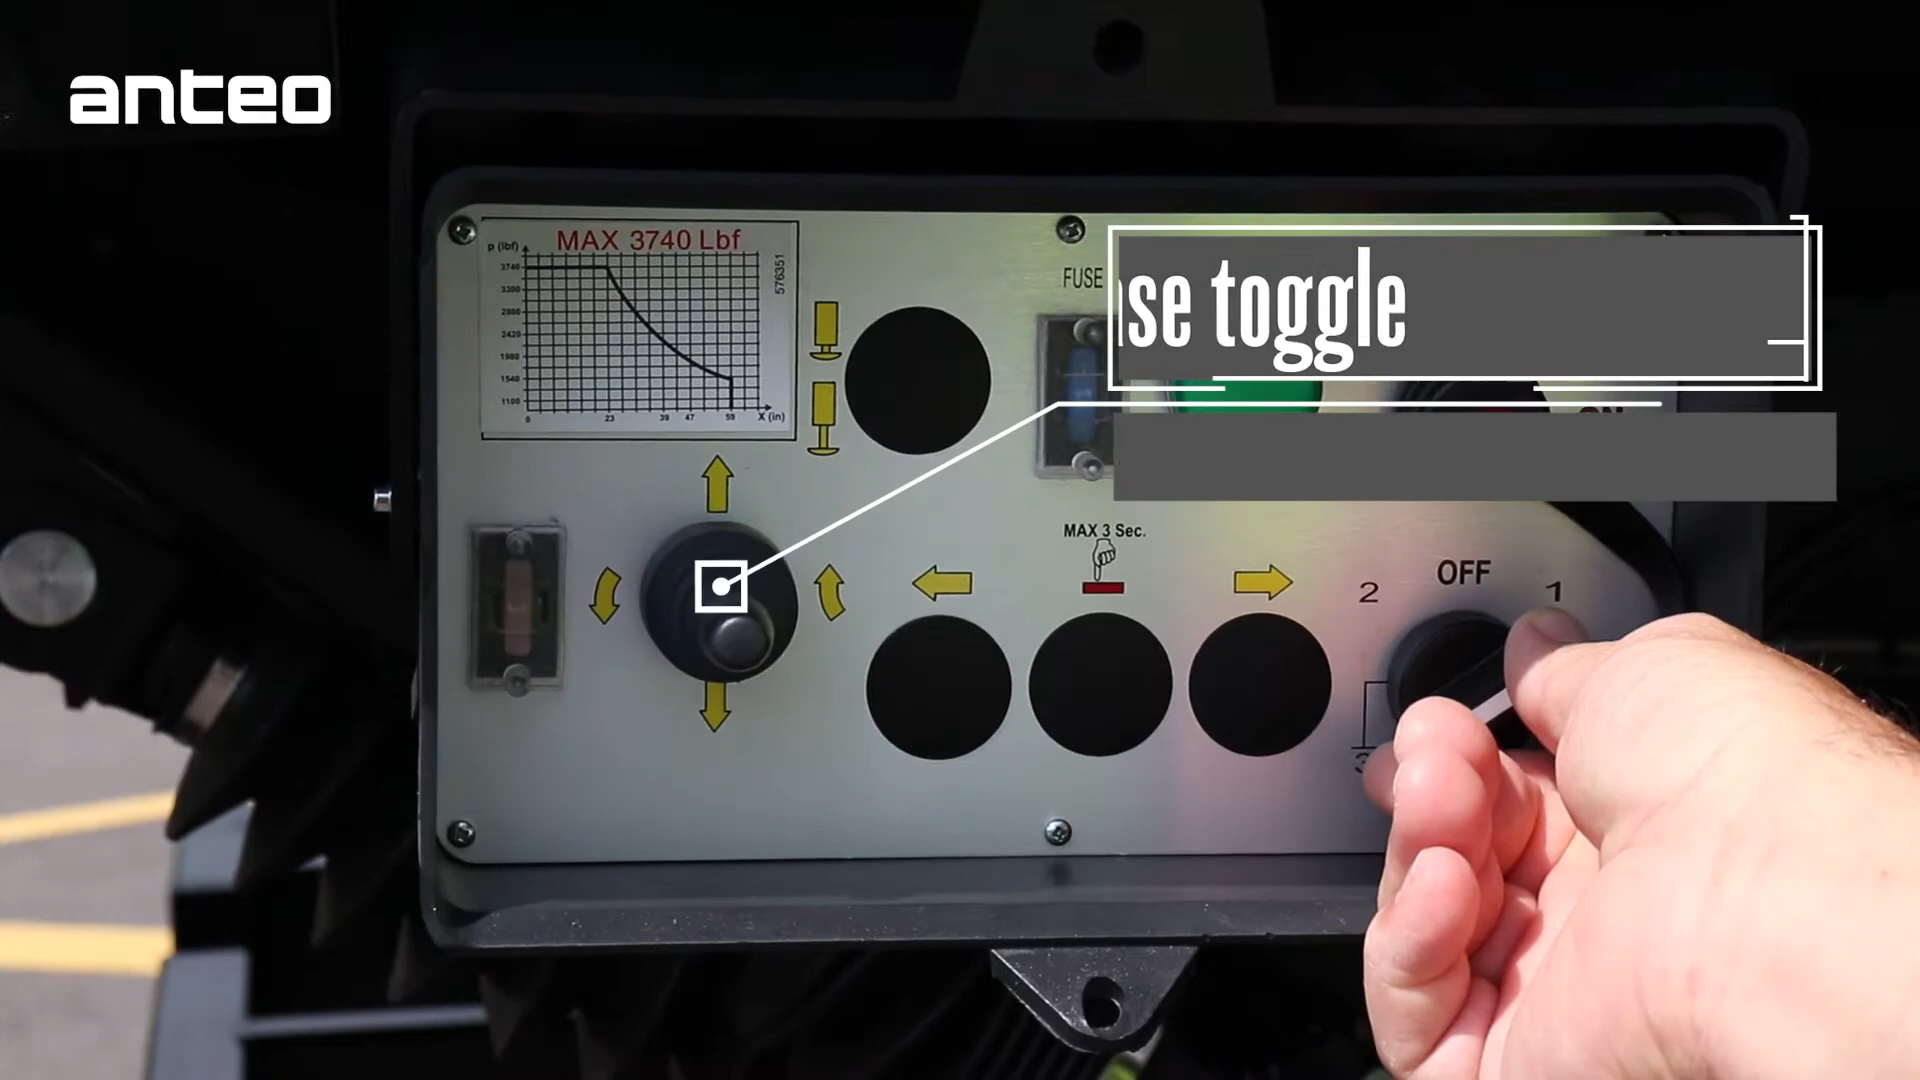 anteo
MAX 3740 Lbf
p (lbf)
3740
3300
2860
2420
1980
1540
1100
0 23 39 47 59 X (in)
576351
FUSE
se toggle
MAX 3 Sec.
2 OFF 1